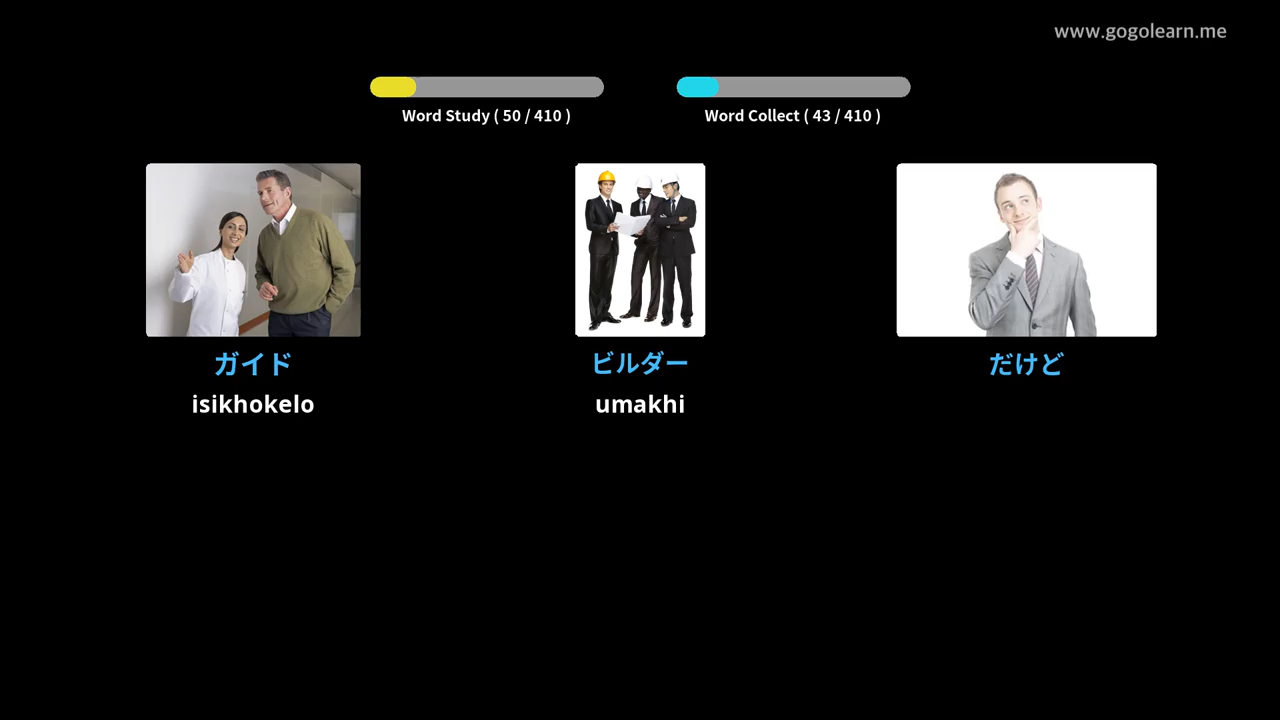 www.gogolearn.me
Word Study ( 50 / 410 )
Word Collect ( 43 / 410 )
ガイド
ビルダー
だけど
isikhokelo
umakhi